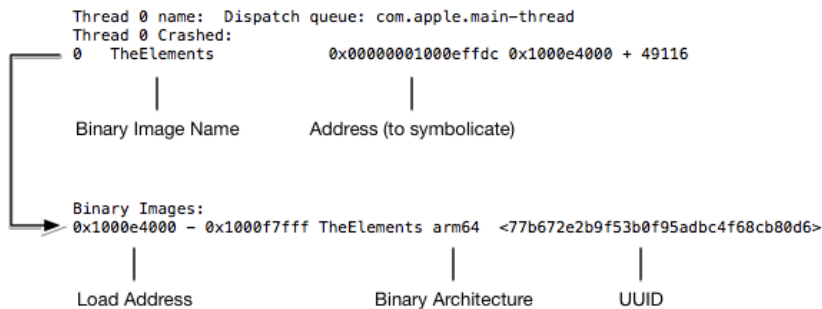 Thread 0 name:  Dispatch queue: com.apple.main-thread
Thread 0 Crashed:
0   TheElements                 0x00000001000effdc 0x1000e4000 + 49116
Binary Image Name    Address (to symbolicate)
Binary Images:
0x1000e4000 – 0x1000f7fff TheElements arm64  <77b672e2b9f53b0f95adbc4f68cb80d6>
Load Address    Binary Architecture    UUID